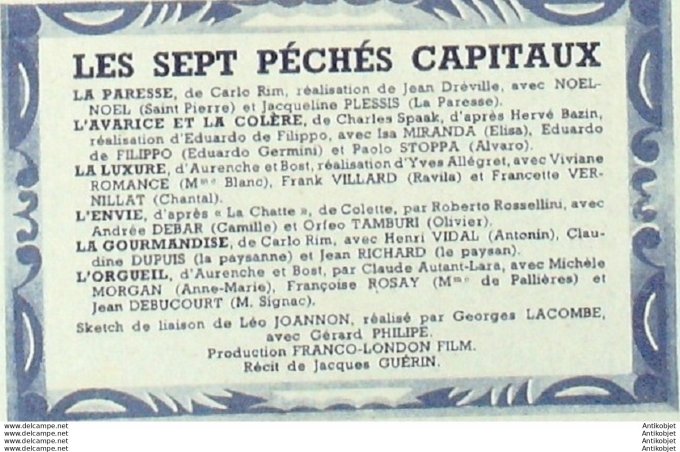 LES SEPT PÉCHÉS CAPITAUX
LA PARESSE, de Carlo Rim, réalisation de Jean Dréville, avec NOEL-
NOEL (Saint Pierre) et Jacqueline PLESSIS (La Paresse).
L'AVARICE ET LA COLÈRE, de Charles Spaak, d'après Hervé Bazin,
réalisation d'Eduardo de Filippo, avec Isa MIRANDA (Elisa), Eduardo
de FILIPPO (Eduardo Germini) et Paolo STOPPA (Alvaro).
LA LUXURE, d'Aurenche et Bost, réalisation d'Yves Allégret, avec Viviane
ROMANCE (Mme Blanc), Frank VILLARD (Ravila) et Francette VER-
NILLAT (Chantal).
L'ENVIE, d'après « La Chatte », de Colette, par Roberto Rossellini, avec
Andrée DEBAR (Camille) et Orfeo TAMBURI (Olivier).
LA GOURMANDISE, de Carlo Rim, avec Henri VIDAL (Antonin), Clau-
dine DUPUIS (la paysanne) et Jean RICHARD (le paysan).
L'ORGUEIL, d'Aurenche et Bost, par Claude Autant-Lara, avec Michèle
MORGAN (Anne-Marie), Françoise ROSAY (Mme de Pallières) et
Jean DEBUCOURT (M. Signac).
Sketch de liaison de Léo JOANNON, réalisé par Georges LACOMBE,
avec Gérard PHILIPE.
Production FRANCO-LONDON FILM.
Récit de Jacques GUÉRIN.
www.delcampe.net Antikobjet
www.delcampe.net Antikobjet
www.delcampe.net Antikobjet
www.delcampe.net Antikobjet